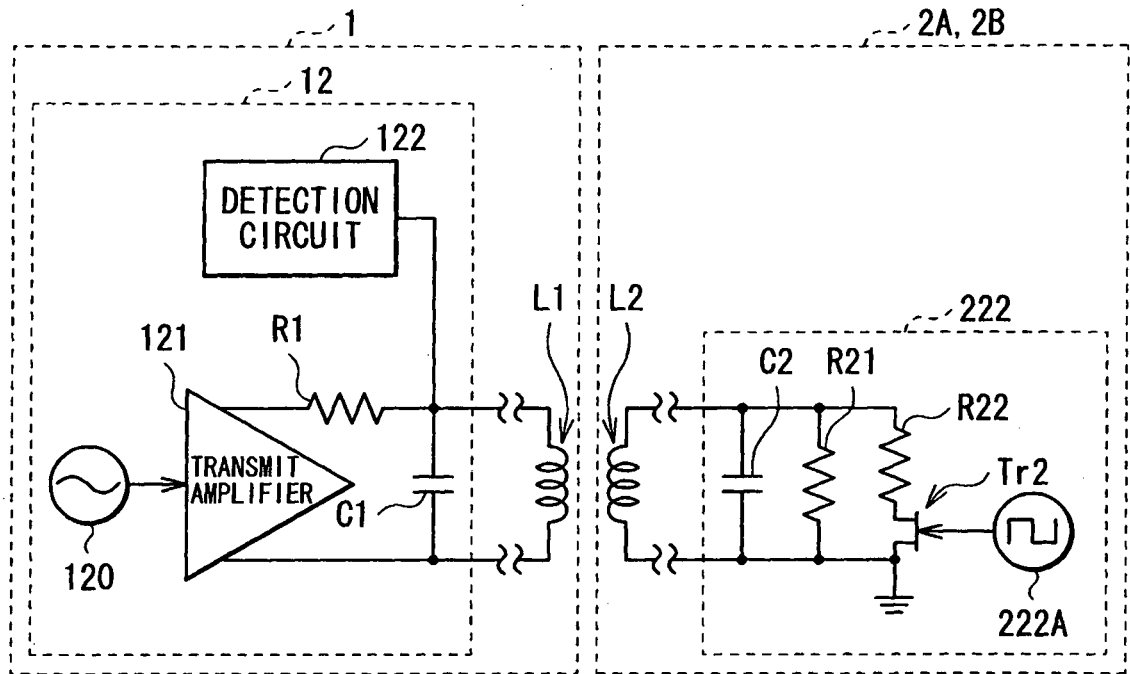 1
2A, 2B
12
122
DETECTION
CIRCUIT
L1
L2
222
121
R1
C2
R21
R22
TRANSMIT
AMPLIFIER
C1
Tr2
120
222A